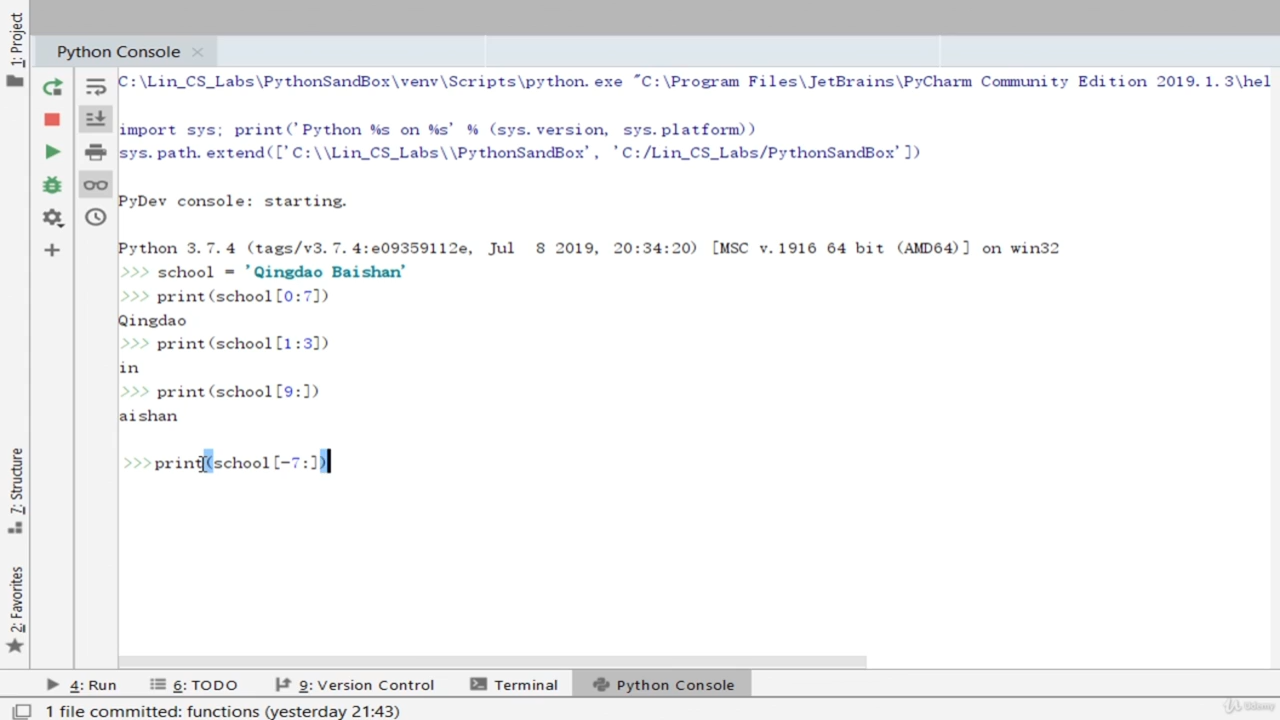 1: Project
Python Console
C:\Lin_CS_Labs\PythonSandBox\venv\Scripts\python.exe "C:\Program Files\JetBrains\PyCharm Community Edition 2019.1.3\hel
import sys; print('Python %s on %s' % (sys.version, sys.platform))
sys.path.extend(['C:\\Lin_CS_Labs\\PythonSandBox', 'C:/Lin_CS_Labs/PythonSandBox'])
PyDev console: starting.
Python 3.7.4 (tags/v3.7.4:e09359112e, Jul  8 2019, 20:34:20) [MSC v.1916 64 bit (AMD64)] on win32
>>> school = 'Qingdao Baishan'
>>> print(school[0:7])
Qingdao
>>> print(school[1:3])
in
>>> print(school[9:])
aishan
>>>print(school[-7:])
7: Structure
2: Favorites
4: Run
6: TODO
9: Version Control
Terminal
Python Console
1 file committed: functions (yesterday 21:43)
Udemy